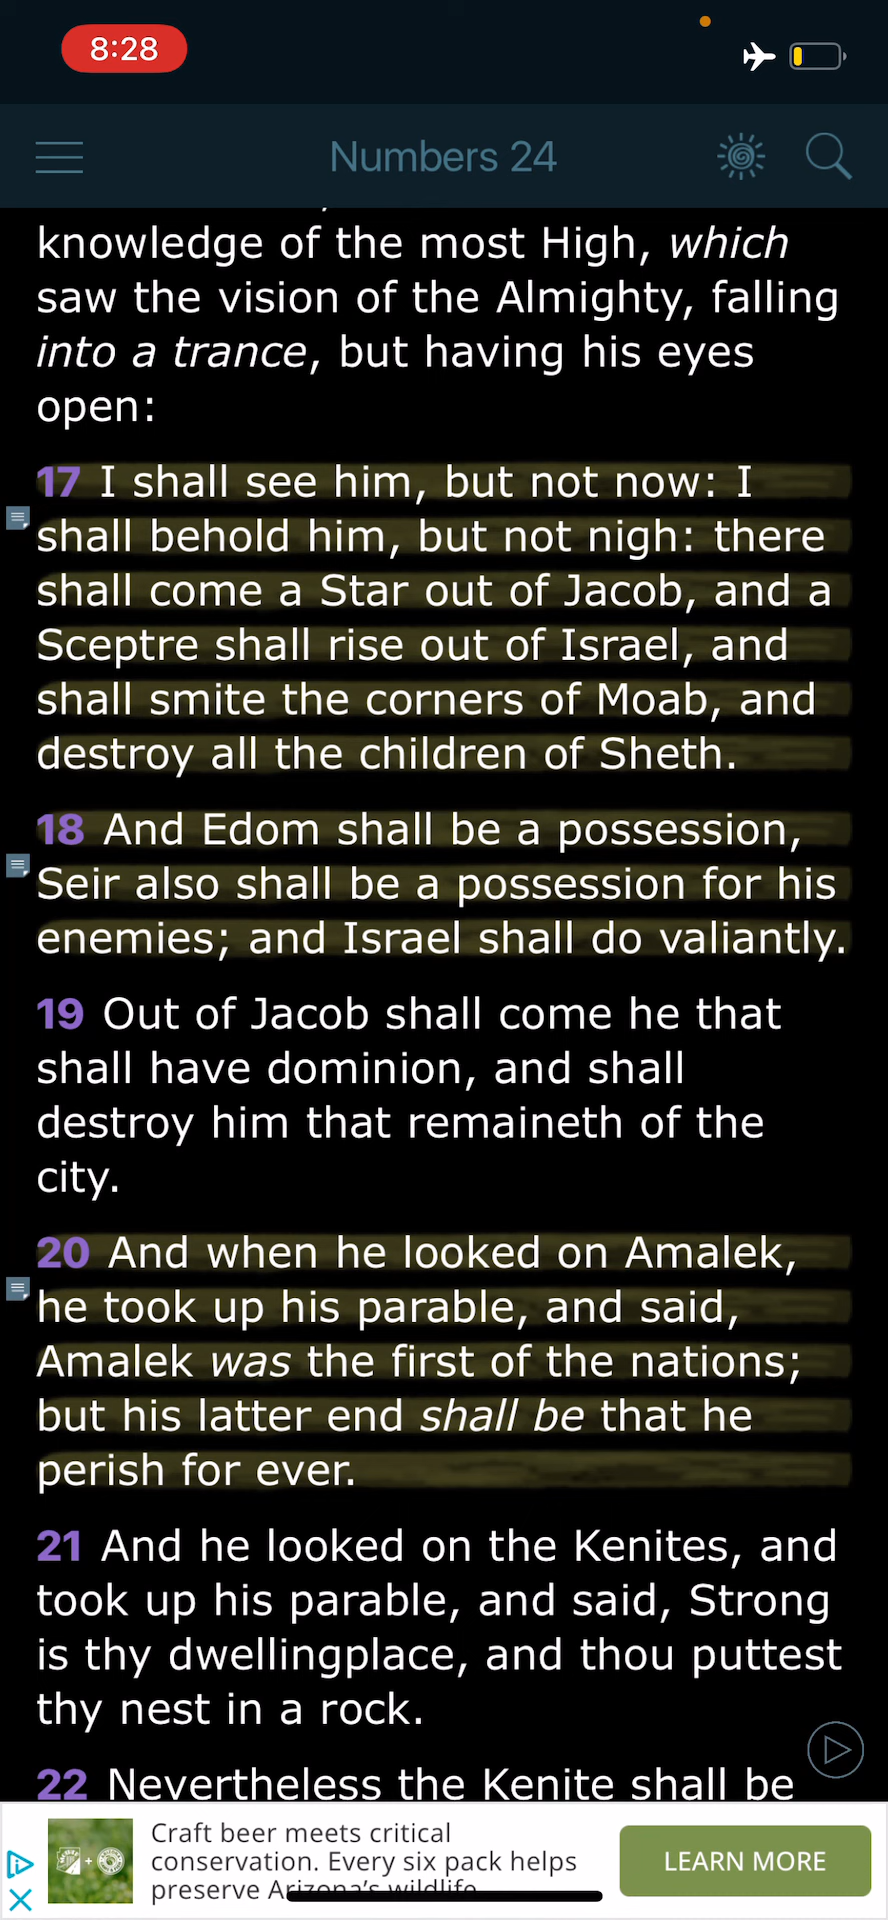 8:28
Numbers 24
knowledge of the most High, which
saw the vision of the Almighty, falling
into a trance, but having his eyes
open:
17 I shall see him, but not now: I
shall behold him, but not nigh: there
shall come a Star out of Jacob, and a
Sceptre shall rise out of Israel, and
shall smite the corners of Moab, and
destroy all the children of Sheth.
18 And Edom shall be a possession,
Seir also shall be a possession for his
enemies; and Israel shall do valiantly.
19 Out of Jacob shall come he that
shall have dominion, and shall
destroy him that remaineth of the
city.
20 And when he looked on Amalek,
he took up his parable, and said,
Amalek was the first of the nations;
but his latter end shall be that he
perish for ever.
21 And he looked on the Kenites, and
took up his parable, and said, Strong
is thy dwellingplace, and thou puttest
thy nest in a rock.
22 Nevertheless the Kenite shall be
Craft beer meets critical
conservation. Every six pack helps
preserve Arizona's wildlife
LEARN MORE